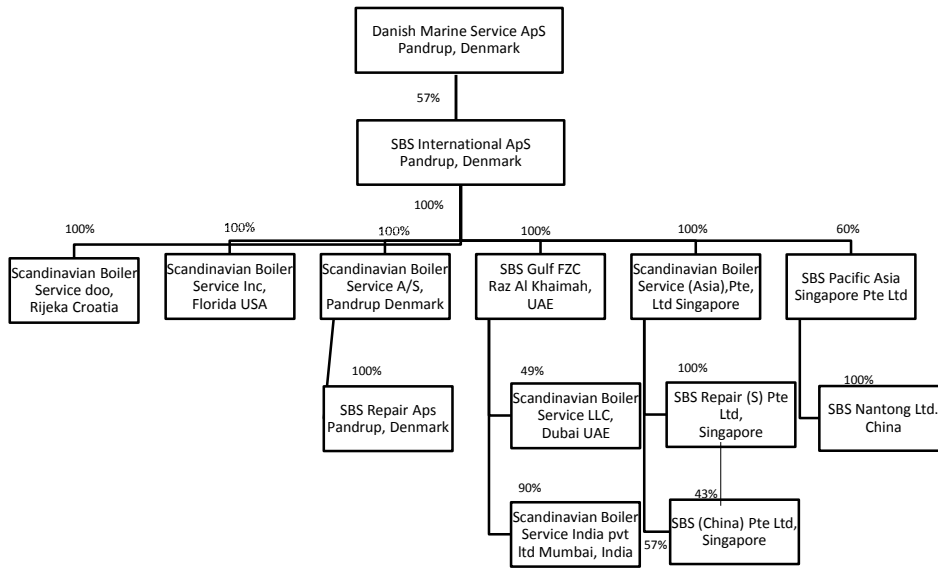 Danish Marine Service ApS
Pandrup, Denmark
57%
SBS International ApS
Pandrup, Denmark
100%
100%
100%
100%
100%
100%
60%
Scandinavian Boiler
Service doo,
Rijeka Croatia
Scandinavian Boiler
Service Inc,
Florida USA
Scandinavian Boiler
Service A/S,
Pandrup Denmark
SBS Gulf FZC
Raz Al Khaimah,
UAE
Scandinavian Boiler
Service (Asia),Pte,
Ltd Singapore
SBS Pacific Asia
Singapore Pte Ltd
100%
SBS Repair Aps
Pandrup, Denmark
49%
Scandinavian Boiler
Service LLC,
Dubai UAE
100%
SBS Repair (S) Pte
Ltd,
Singapore
100%
SBS Nantong Ltd.
China
90%
Scandinavian Boiler
Service India pvt
ltd Mumbai, India
43%
57%
SBS (China) Pte Ltd,
Singapore